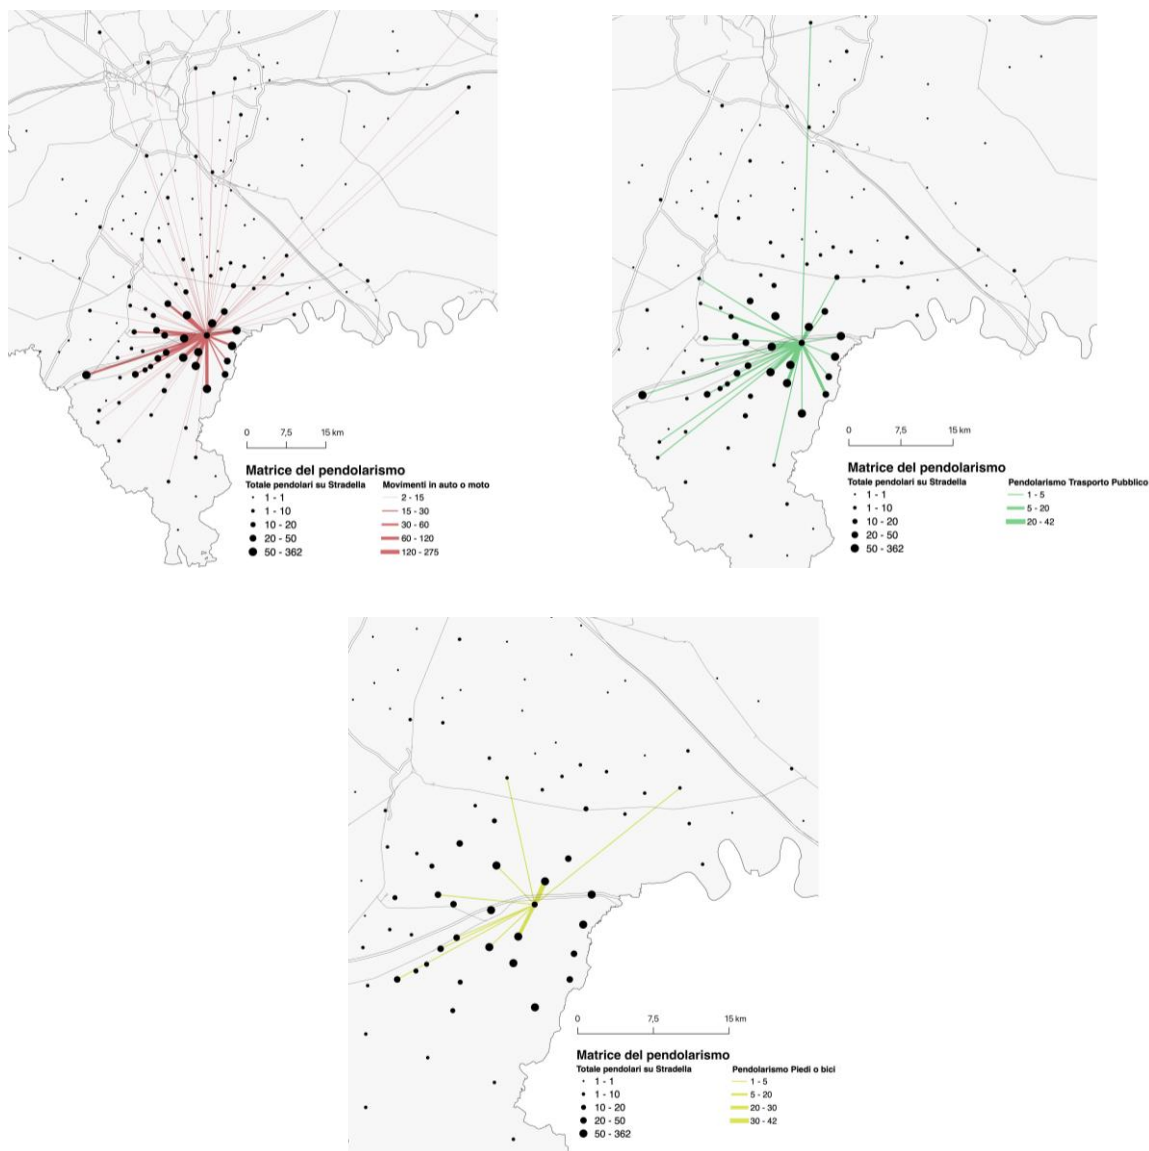 0 7,5 15 km
Matrice del pendolarismo
Totale pendolari su Stradella Movimenti in auto o moto
1 - 1 2 - 15
1 - 10 15 - 30
10 - 20 30 - 60
20 - 50 60 - 120
50 - 362 120 - 275
0 7,5 15 km
Matrice del pendolarismo
Totale pendolari su Stradella Pendolarismo Trasporto Pubblico
1 - 1 1 - 5
1 - 10 5 - 20
10 - 20 20 - 42
20 - 50
50 - 362
0 7,5 15 km
Matrice del pendolarismo
Totale pendolari su Stradella Pendolarismo Piedi o bici
1 - 1 1 - 5
1 - 10 5 - 20
10 - 20 20 - 30
20 - 50 30 - 42
50 - 362